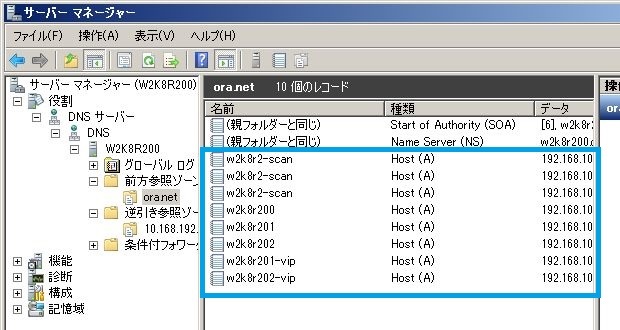 サーバー マネージャー
ファイル(F) 操作(A) 表示(V) ヘルプ(H)
サーバー マネージャー (W2K8R200)
役割
DNS サーバー
DNS
W2K8R200
グローバル ログ
前方参照ゾーン
ora.net
逆引き参照ゾー
10.168.192.
条件付フォワー
機能
診断
構成
記憶域
ora.net 10 個のレコード
名前 種類 データ
(親フォルダーと同じ) Start of Authority (SOA) [6], w2k8r2
(親フォルダーと同じ) Name Server (NS) w2k8r200.o
w2k8r2-scan Host (A) 192.168.10
w2k8r2-scan Host (A) 192.168.10
w2k8r2-scan Host (A) 192.168.10
w2k8r200 Host (A) 192.168.10
w2k8r201 Host (A) 192.168.10
w2k8r202 Host (A) 192.168.10
w2k8r201-vip Host (A) 192.168.10
w2k8r202-vip Host (A) 192.168.10
操作